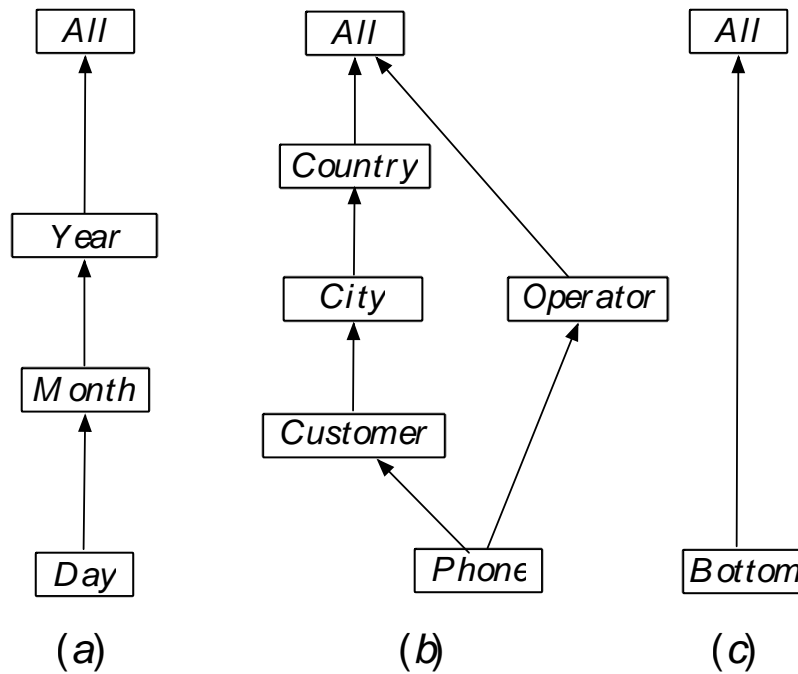 All All All
Country
Year City Operator
Month
Customer
Day Phone Bottom
(a) (b) (c)